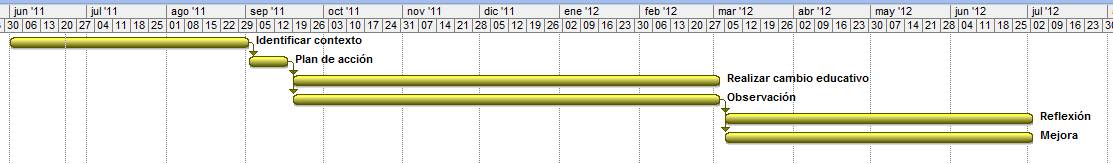 jun '11 jul '11 ago '11 sep '11 oct '11 nov '11 dic '11 ene '12 feb '12 mar '12 abr '12 may '12 jun '12 jul '12
30 06 13 20 27 04 11 18 25 01 08 15 22 29 05 12 19 26 03 10 17 24 31 07 14 21 28 05 12 19 26 02 09 16 23 30 06 13 20 27 05 12 19 26 02 09 16 23 30 07 14 21 28 04 11 18 25 02 09 16 23 30
Identificar contexto
Plan de acción
Realizar cambio educativo
Observación
Reflexión
Mejora